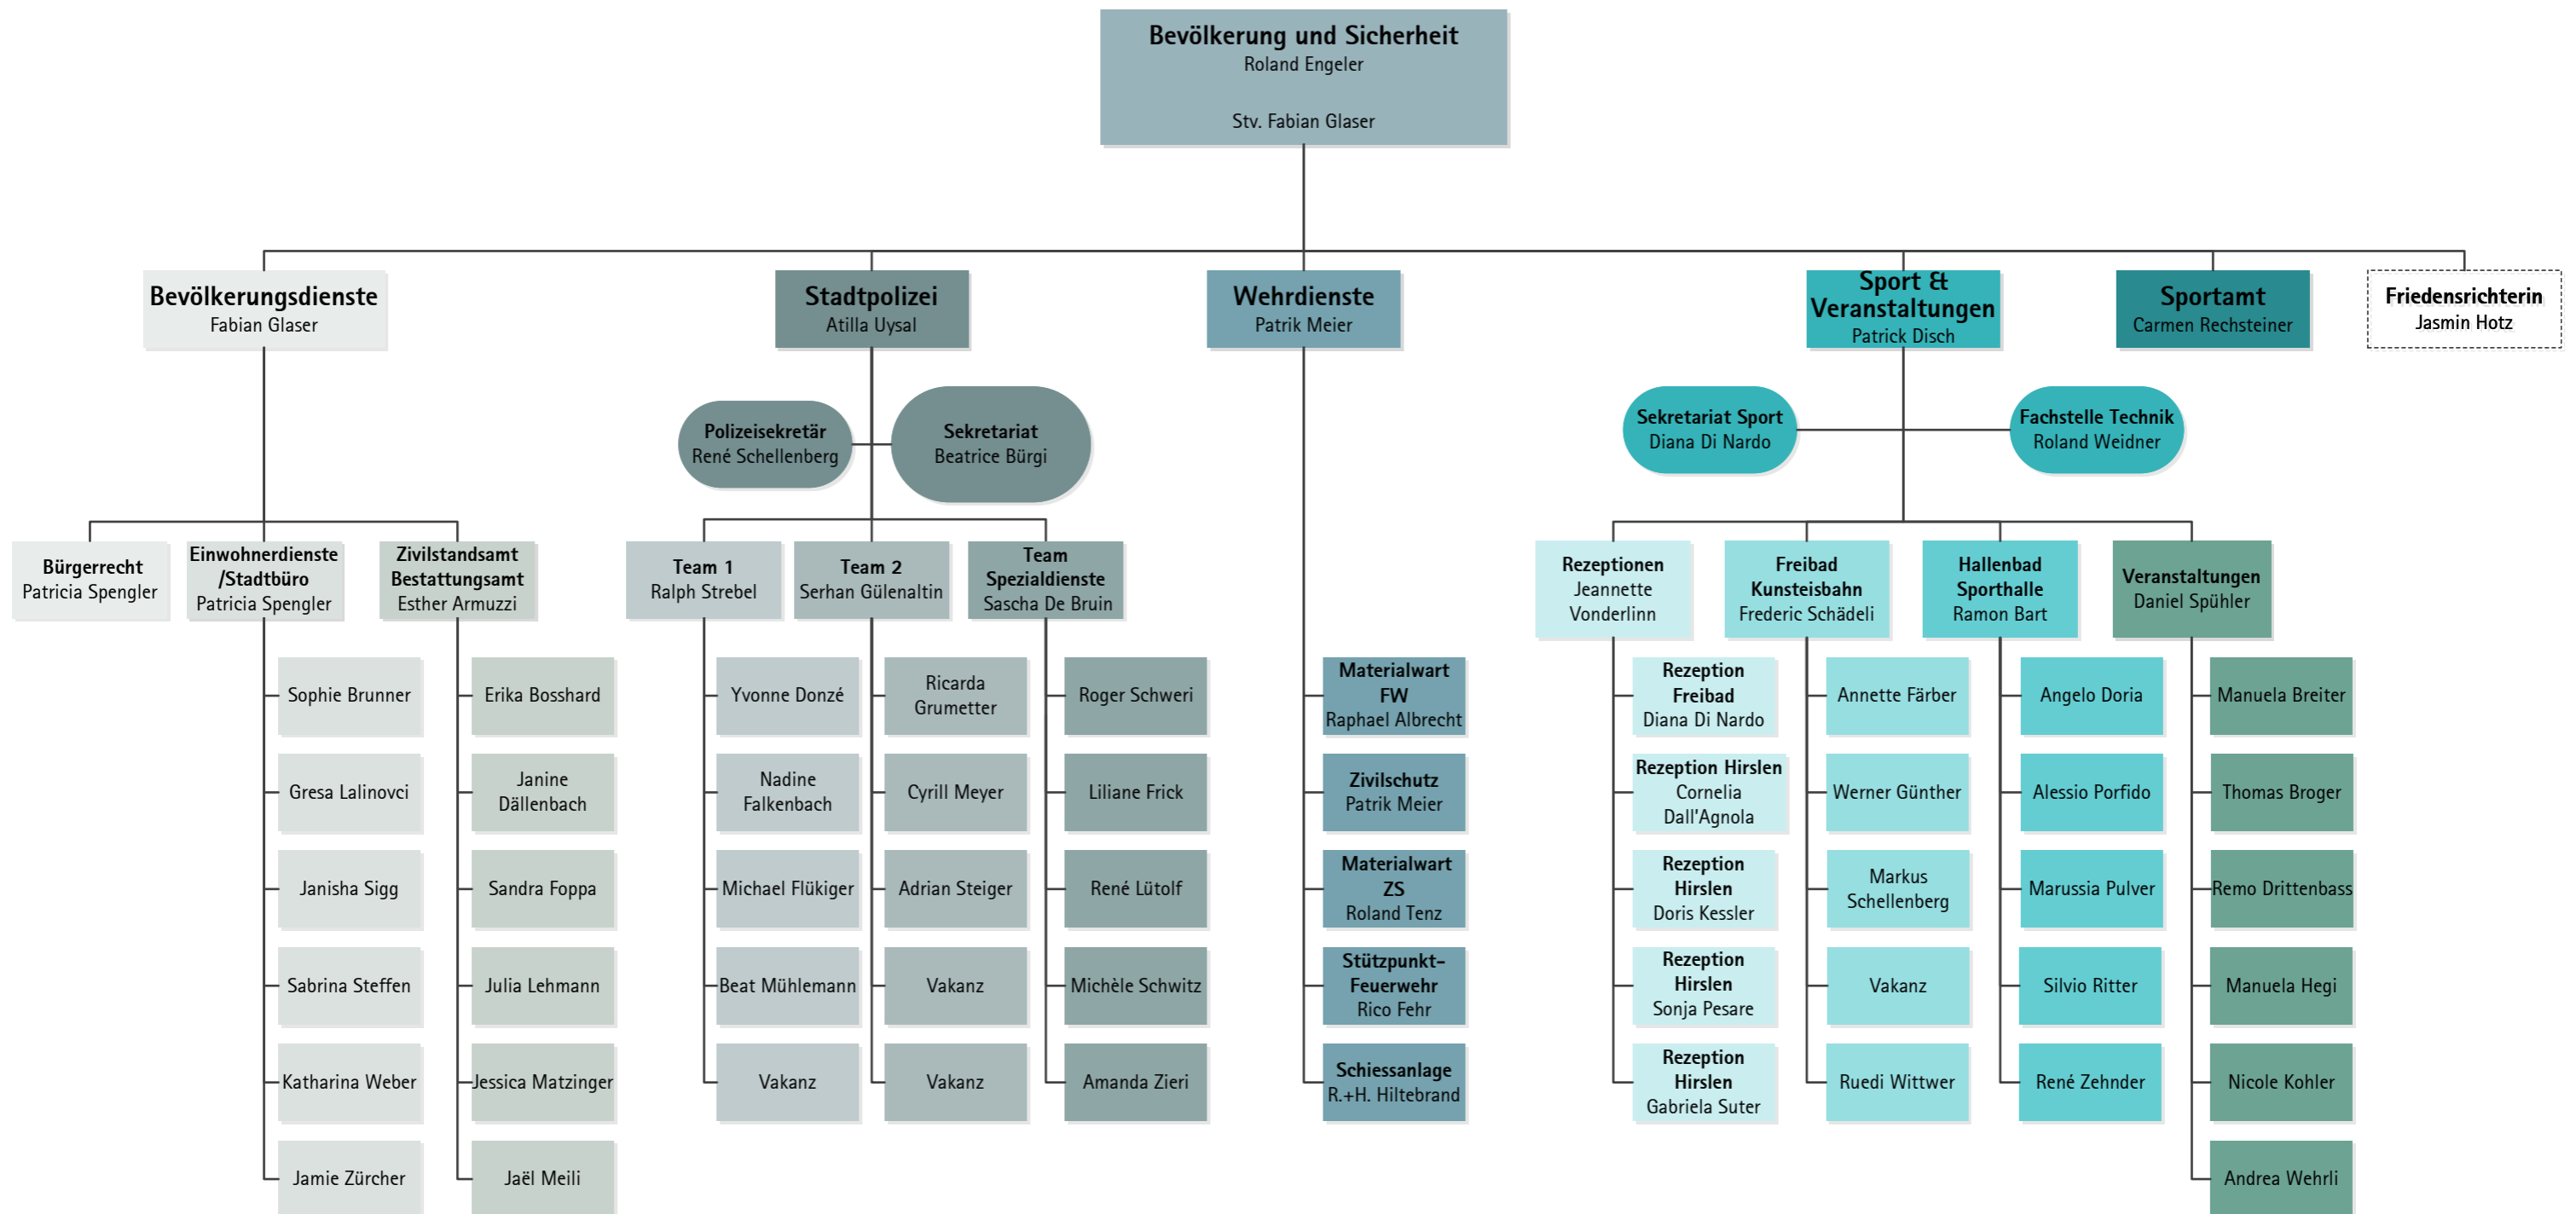 Bevölkerung und Sicherheit
Roland Engeler
Stv. Fabian Glaser
Bevölkerungsdienste
Fabian Glaser
Stadtpolizei
Atilla Uysal
Wehrdienste
Patrik Meier
Sport &
Veranstaltungen
Patrick Disch
Sportamt
Carmen Rechsteiner
Friedensrichterin
Jasmin Hotz
Polizeisekretär
René Schellenberg
Sekretariat
Beatrice Bürgi
Sekretariat Sport
Diana Di Nardo
Fachstelle Technik
Roland Weidner
Bürgerrecht
Patricia Spengler
Einwohnerdienste
/Stadtbüro
Patricia Spengler
Zivilstandsamt
Bestattungsamt
Esther Armuzzi
Team 1
Ralph Strebel
Team 2
Serhan Gülenaltin
Team
Spezialdienste
Sascha De Bruin
Rezeptionen
Jeannette
Vonderlinn
Freibad
Kunsteisbahn
Frederic Schädeli
Hallenbad
Sporthalle
Ramon Bart
Veranstaltungen
Daniel Spühler
Sophie Brunner
Gresa Lalinovci
Janisha Sigg
Sabrina Steffen
Katharina Weber
Jamie Zürcher
Erika Bosshard
Janine
Dällenbach
Sandra Foppa
Julia Lehmann
Jessica Matzinger
Jaël Meili
Yvonne Donzé
Nadine
Falkenbach
Michael Flükiger
Beat Mühlemann
Vakanz
Ricarda
Grumetter
Cyrill Meyer
Adrian Steiger
Vakanz
Vakanz
Roger Schweri
Liliane Frick
René Lütolf
Michèle Schwitz
Amanda Zieri
Materialwart
FW
Raphael Albrecht
Zivilschutz
Patrik Meier
Materialwart
ZS
Roland Tenz
Stützpunkt-
Feuerwehr
Rico Fehr
Schiessanlage
R.+H. Hiltebrand
Rezeption
Freibad
Diana Di Nardo
Rezeption Hirslen
Cornelia
Dall'Agnola
Rezeption
Hirslen
Doris Kessler
Rezeption
Hirslen
Sonja Pesare
Rezeption
Hirslen
Gabriela Suter
Annette Färber
Werner Günther
Markus
Schellenberg
Vakanz
Ruedi Wittwer
Angelo Doria
Alessio Porfido
Marussia Pulver
Silvio Ritter
René Zehnder
Manuela Breiter
Thomas Broger
Remo Drittenbass
Manuela Hegi
Nicole Kohler
Andrea Wehrli